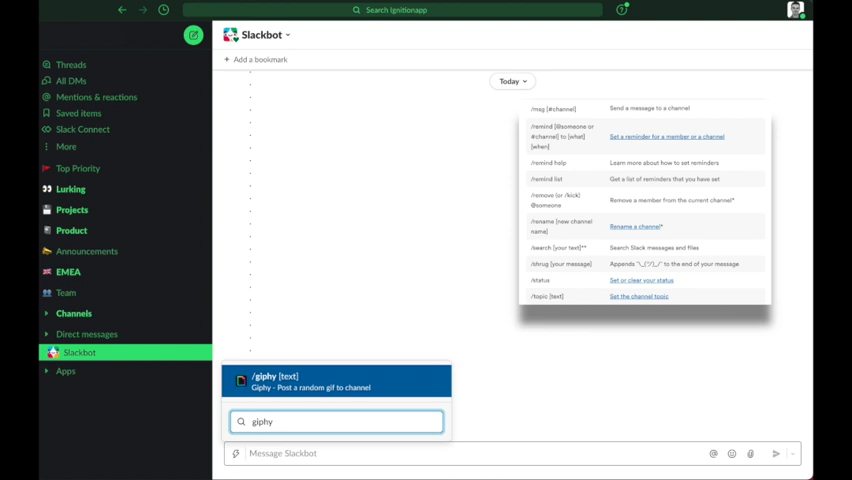 Search Ignitionapp
Threads
All DMs
Mentions & reactions
Saved items
Slack Connect
More
Top Priority
Lurking
Projects
Product
Announcements
EMEA
Team
Channels
Direct messages
Slackbot
Apps
Slackbot
+ Add a bookmark
Today
/msg [#channel] Send a message to a channel
/remind [@someone or
#channel] to [what]
[when]
Set a reminder for a member or a channel
/remind help Learn more about how to set reminders
/remind list Get a list of reminders that you have set
/remove (or /kick)
@someone
Remove a member from the current channel*
/rename [new channel
name]
Rename a channel*
/search [your text]** Search Slack messages and files
/shrug [your message] Appends "\_(ツ)_/" to the end of your message
/status Set or clear your status
/topic [text] Set the channel topic
/giphy [text]
Giphy - Post a random gif to channel
giphy
Message Slackbot